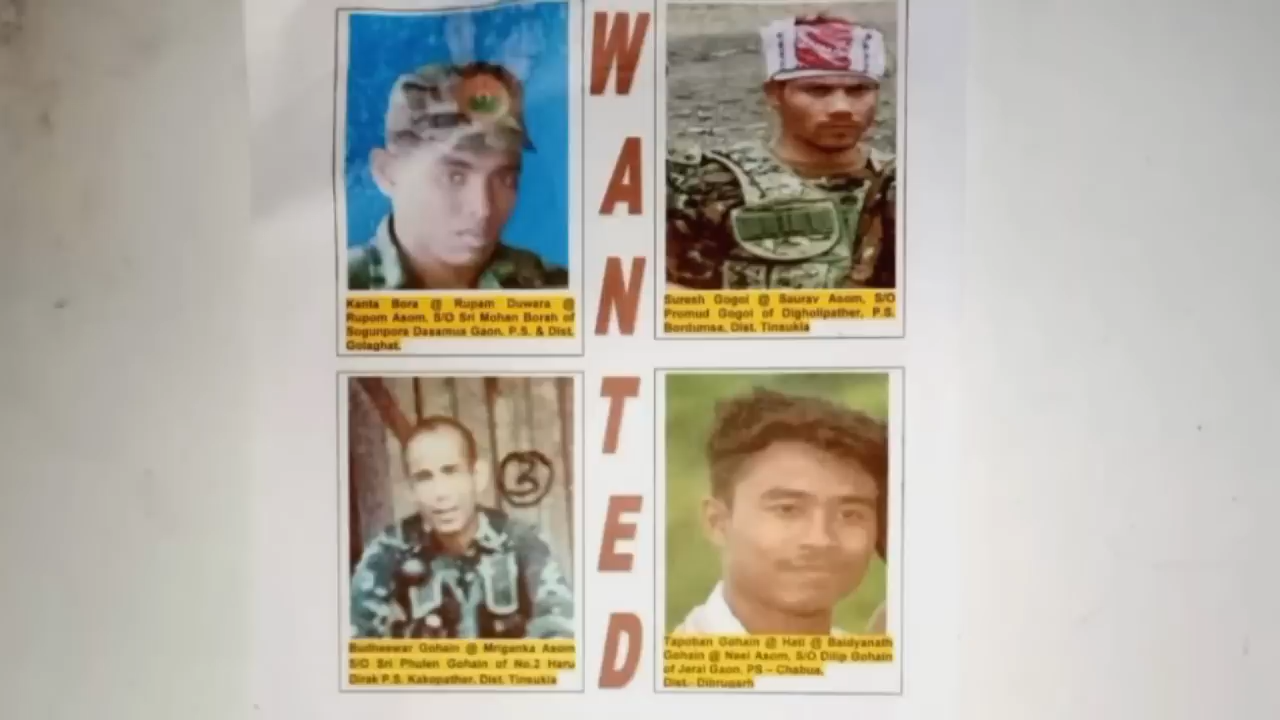 WANTED
Kanta Bora @ Rupam Duwara @
Rupom Asom, S/O Sri Mohan Borah of
Sogunpora Dasamua Gaon, P.S. & Dist.
Golaghat.
Suresh Gogoi @ Saurav Asom, S/O
Promud Gogoi of Digholipather, P.S.
Bordumsa, Dist. Tinsukia
3
Budheswar Gohain @ Mriganka Asom
S/O Sri Phulen Gohain of No.2 Haru
Dirak P.S. Kakopather, Dist. Tinsukia
Tapoban Gohain @ Hati @ Baidyanath
Gohain @ Asom, S/O Dilip Gohain
of Jerai Gaon, PS – Chabua,
Dist.- Dibrugarh